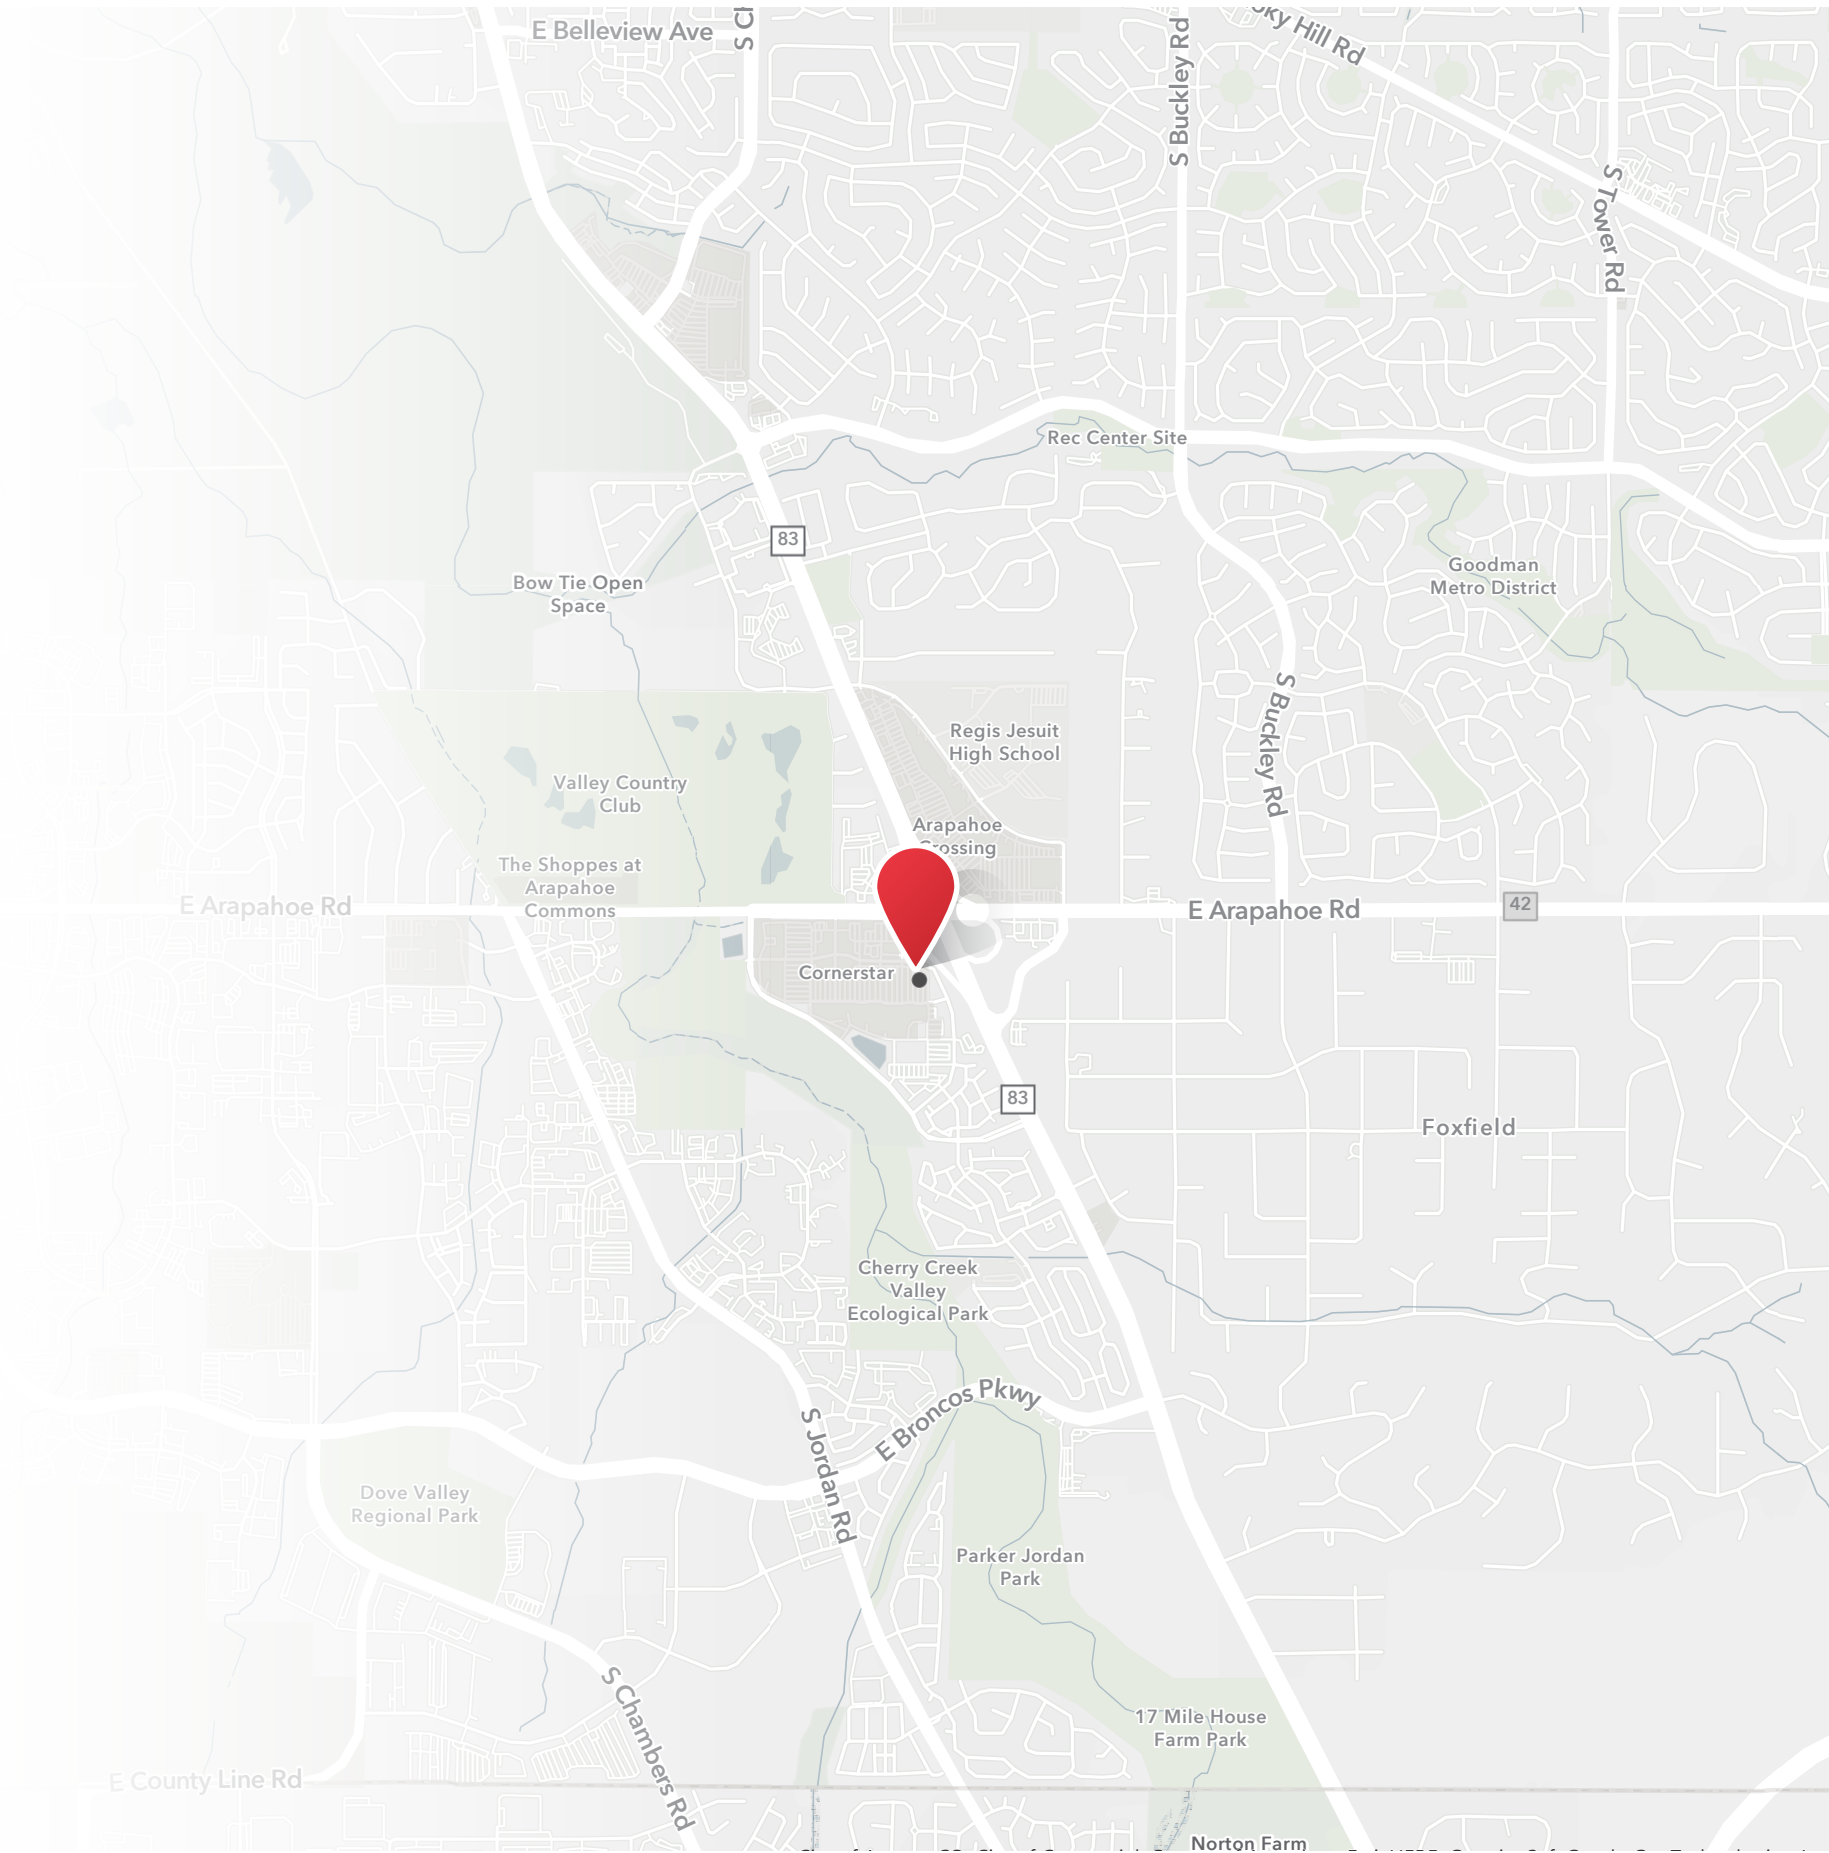 E Belleview Ave
S Buckley Rd
Hill Rd
S Tower Rd
Rec Center Site
83
Bow Tie Open
Space
Goodman
Metro District
S Buckley Rd
Regis Jesuit
High School
Valley Country
Club
Arapahoe
Crossing
The Shoppes at
Arapahoe
Commons
E Arapahoe Rd
E Arapahoe Rd
42
Cornerstar
83
Foxfield
Cherry Creek
Valley
Ecological Park
E Broncos Pkwy
S Jordan Rd
Dove Valley
Regional Park
Parker Jordan
Park
S Chambers Rd
17 Mile House
Farm Park
E County Line Rd
Norton Farm